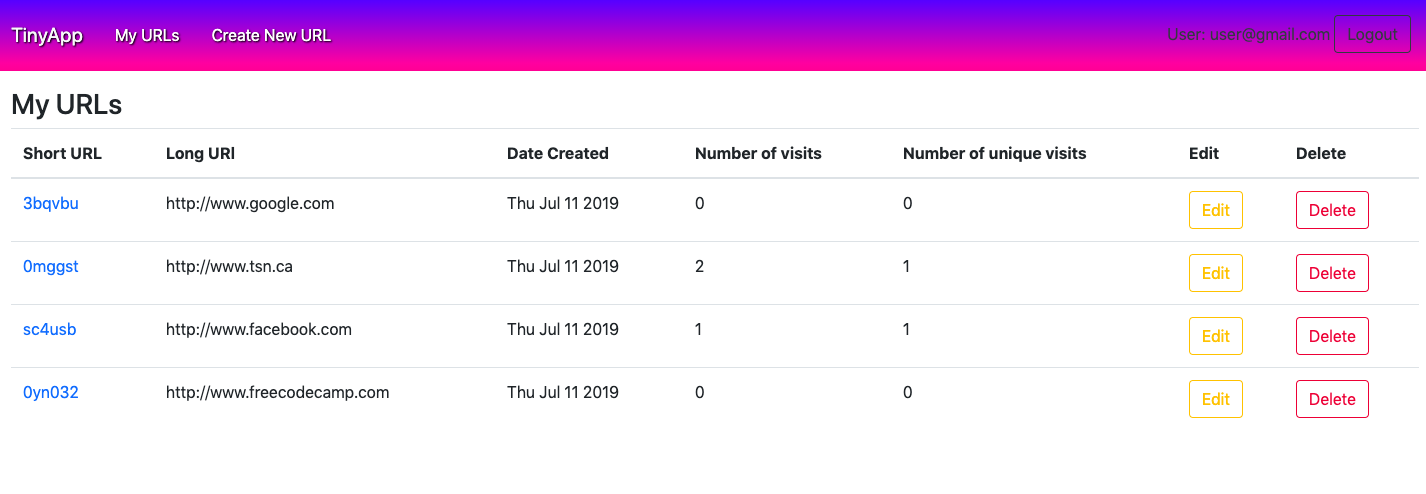 TinyApp My URLs Create New URL User: user@gmail.com Logout
My URLs
Short URL Long URl Date Created Number of visits Number of unique visits Edit Delete
3bqvbu http://www.google.com Thu Jul 11 2019 0 0 Edit Delete
0mggst http://www.tsn.ca Thu Jul 11 2019 2 1 Edit Delete
sc4usb http://www.facebook.com Thu Jul 11 2019 1 1 Edit Delete
0yn032 http://www.freecodecamp.com Thu Jul 11 2019 0 0 Edit Delete